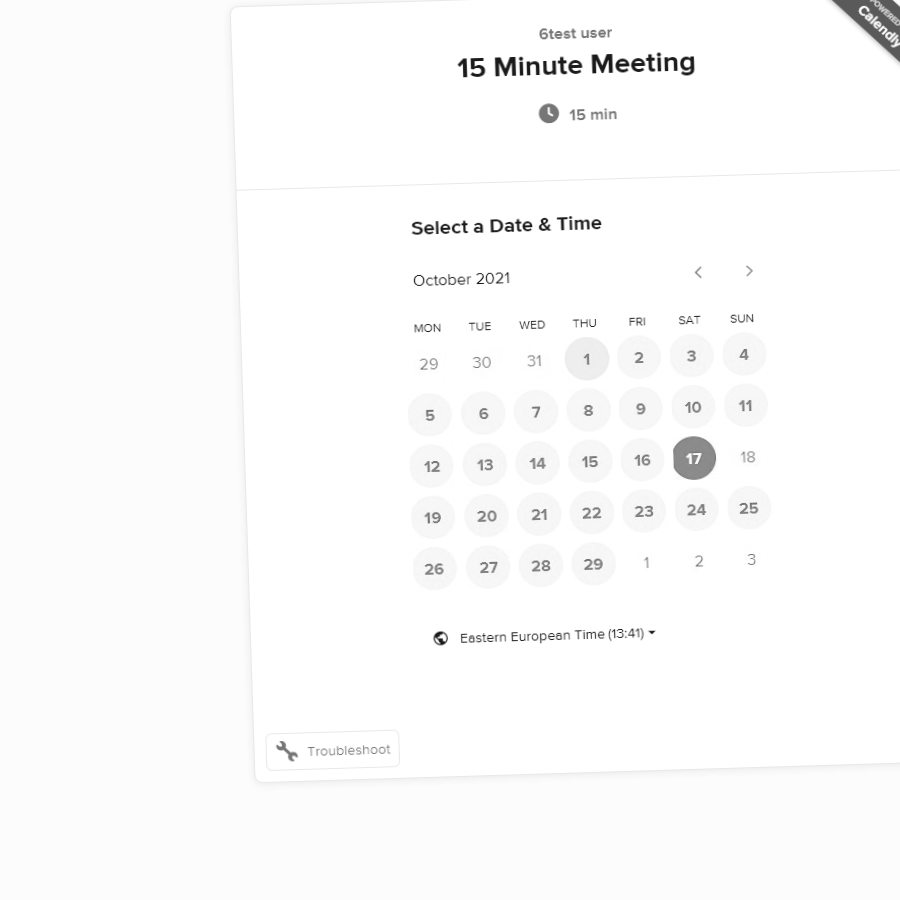 POWERED
Calendly
6test user
15 Minute Meeting
15 min
Select a Date & Time
October 2021
MON TUE WED THU FRI SAT SUN
29 30 31 1 2 3 4
5 6 7 8 9 10 11
12 13 14 15 16 17 18
19 20 21 22 23 24 25
26 27 28 29 1 2 3
Eastern European Time (13:41)
Troubleshoot